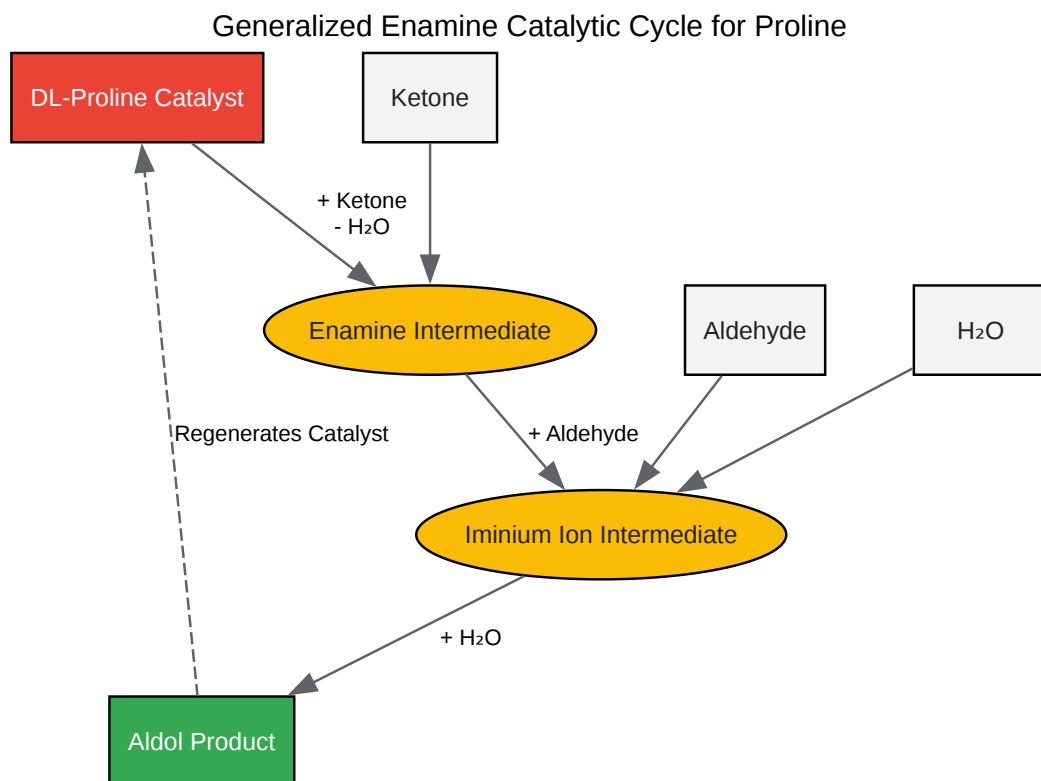 Generalized Enamine Catalytic Cycle for Proline
DL-Proline Catalyst
Ketone
+ Ketone
- H₂O
Enamine Intermediate
Aldehyde
H₂O
Regenerates Catalyst
+ Aldehyde
Iminium Ion Intermediate
+ H₂O
Aldol Product